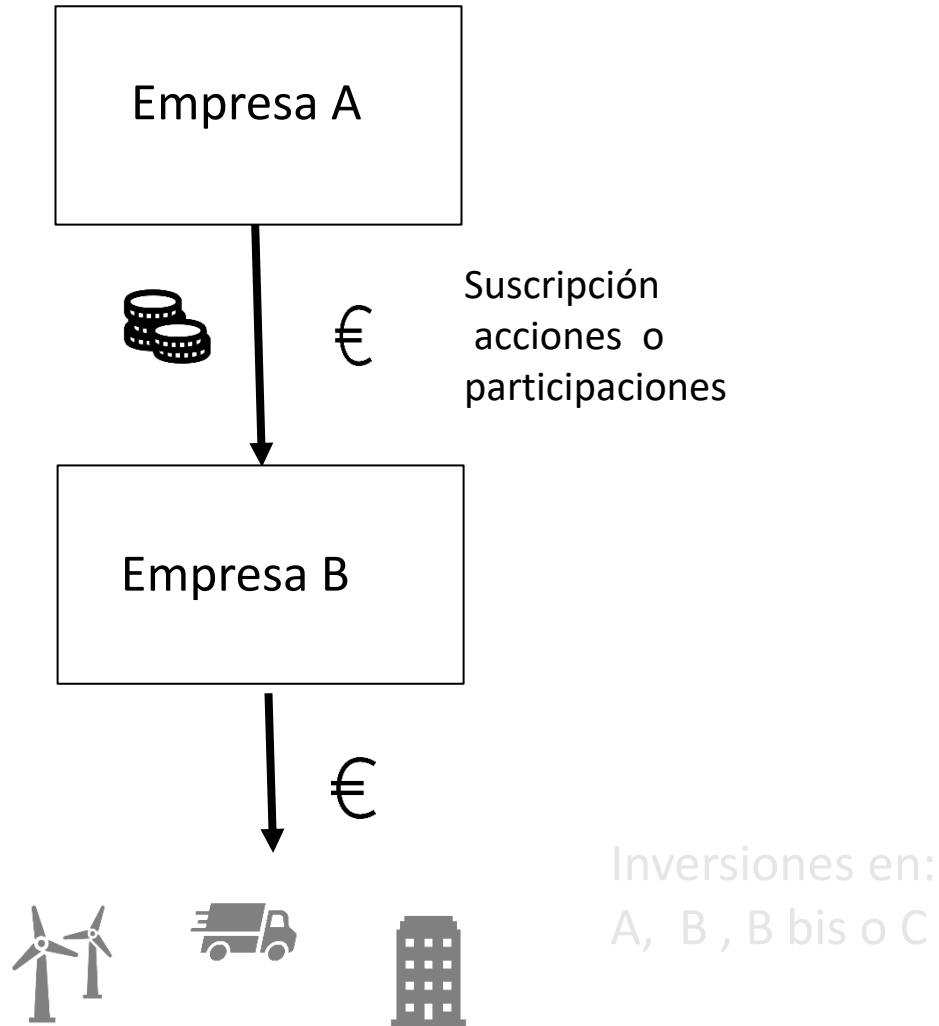 Empresa A
€
Suscripción
acciones o
participaciones
Empresa B
€
Inversiones en:
A, B , B bis o C